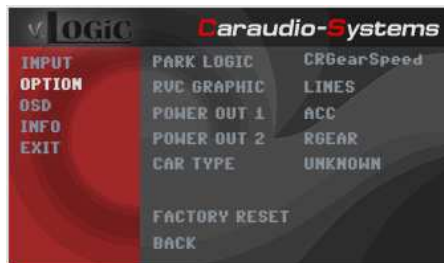 v.LOGiC Caraudio-Systems
INPUT
OPTION
OSD
INFO
EXIT
PARK LOGIC CRGearSpeed
RVC GRAPHIC LINES
POWER OUT 1 ACC
POWER OUT 2 RGEAR
CAR TYPE UNKNOWN
FACTORY RESET
BACK